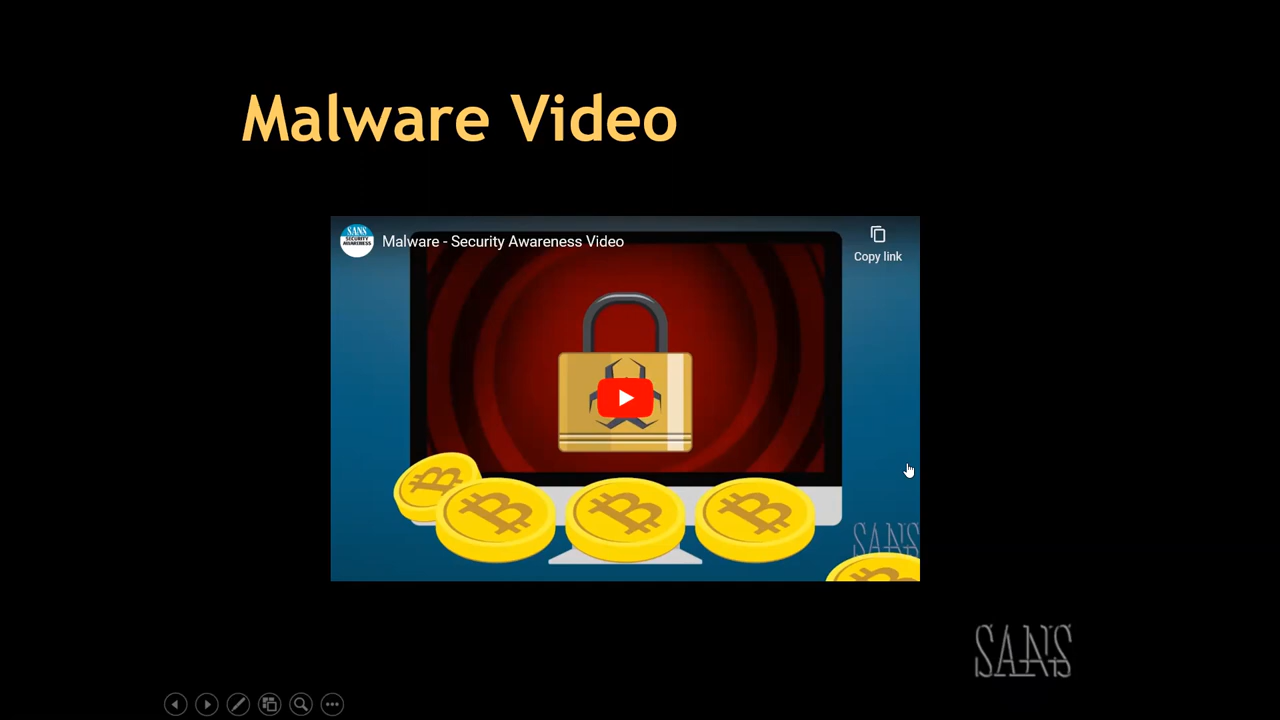 Malware Video
SANS
SECURITY
AWARENESS
Malware - Security Awareness Video
Copy link
SANS
SANS